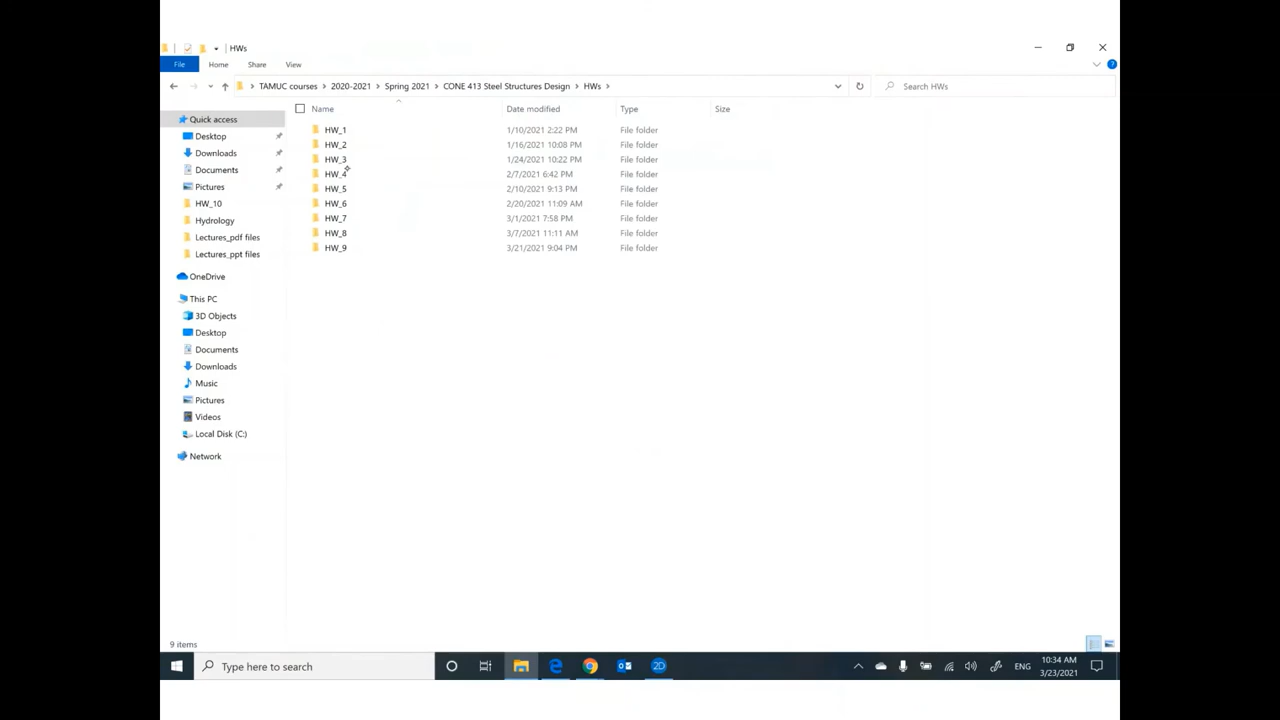 HWs
File Home Share View
TAMUC courses > 2020-2021 > Spring 2021 > CONE 413 Steel Structures Design > HWs >
Search HWs
Name Date modified Type Size
HW_1 1/10/2021 2:22 PM File folder
HW_2 1/16/2021 10:08 PM File folder
HW_3 1/24/2021 10:22 PM File folder
HW_4 2/7/2021 6:42 PM File folder
HW_5 2/10/2021 9:13 PM File folder
HW_6 2/20/2021 11:09 AM File folder
HW_7 3/1/2021 7:58 PM File folder
HW_8 3/7/2021 11:11 AM File folder
HW_9 3/21/2021 9:04 PM File folder
Quick access
Desktop
Downloads
Documents
Pictures
HW_10
Hydrology
Lectures_pdf files
Lectures_ppt files
OneDrive
This PC
3D Objects
Desktop
Documents
Downloads
Music
Pictures
Videos
Local Disk (C:)
Network
9 items
Type here to search
2D
ENG
10:34 AM
3/23/2021